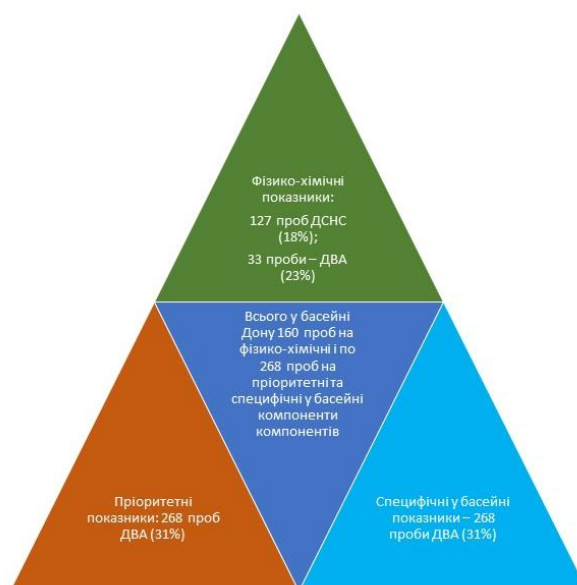 Фізико-хімічні
показники:
127 проб ДСНС
(18%);
33 проби – ДВА
(23%)
Всього у басейні
Дону 160 проб на
фізико-хімічні і по
268 проб на
пріоритетні та
специфічні у басейні
компоненти
компонентів
Пріоритетні
показники: 268 проб
ДВА (31%)
Специфічні у басейні
показники – 268
проби ДВА (31%)